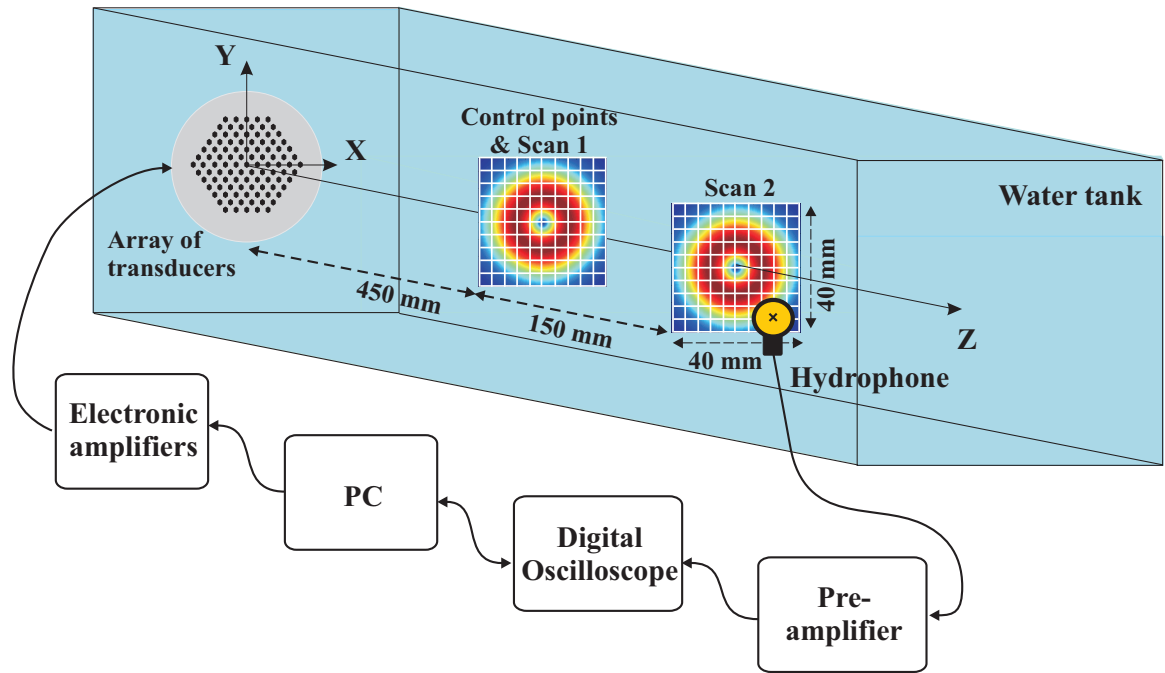 Y
X
Array of
transducers
Control points
& Scan 1
Scan 2
Water tank
450 mm
150 mm
40 mm
40 mm
Z
×
Hydrophone
Electronic
amplifiers
PC
Digital
Oscilloscope
Pre-
amplifier